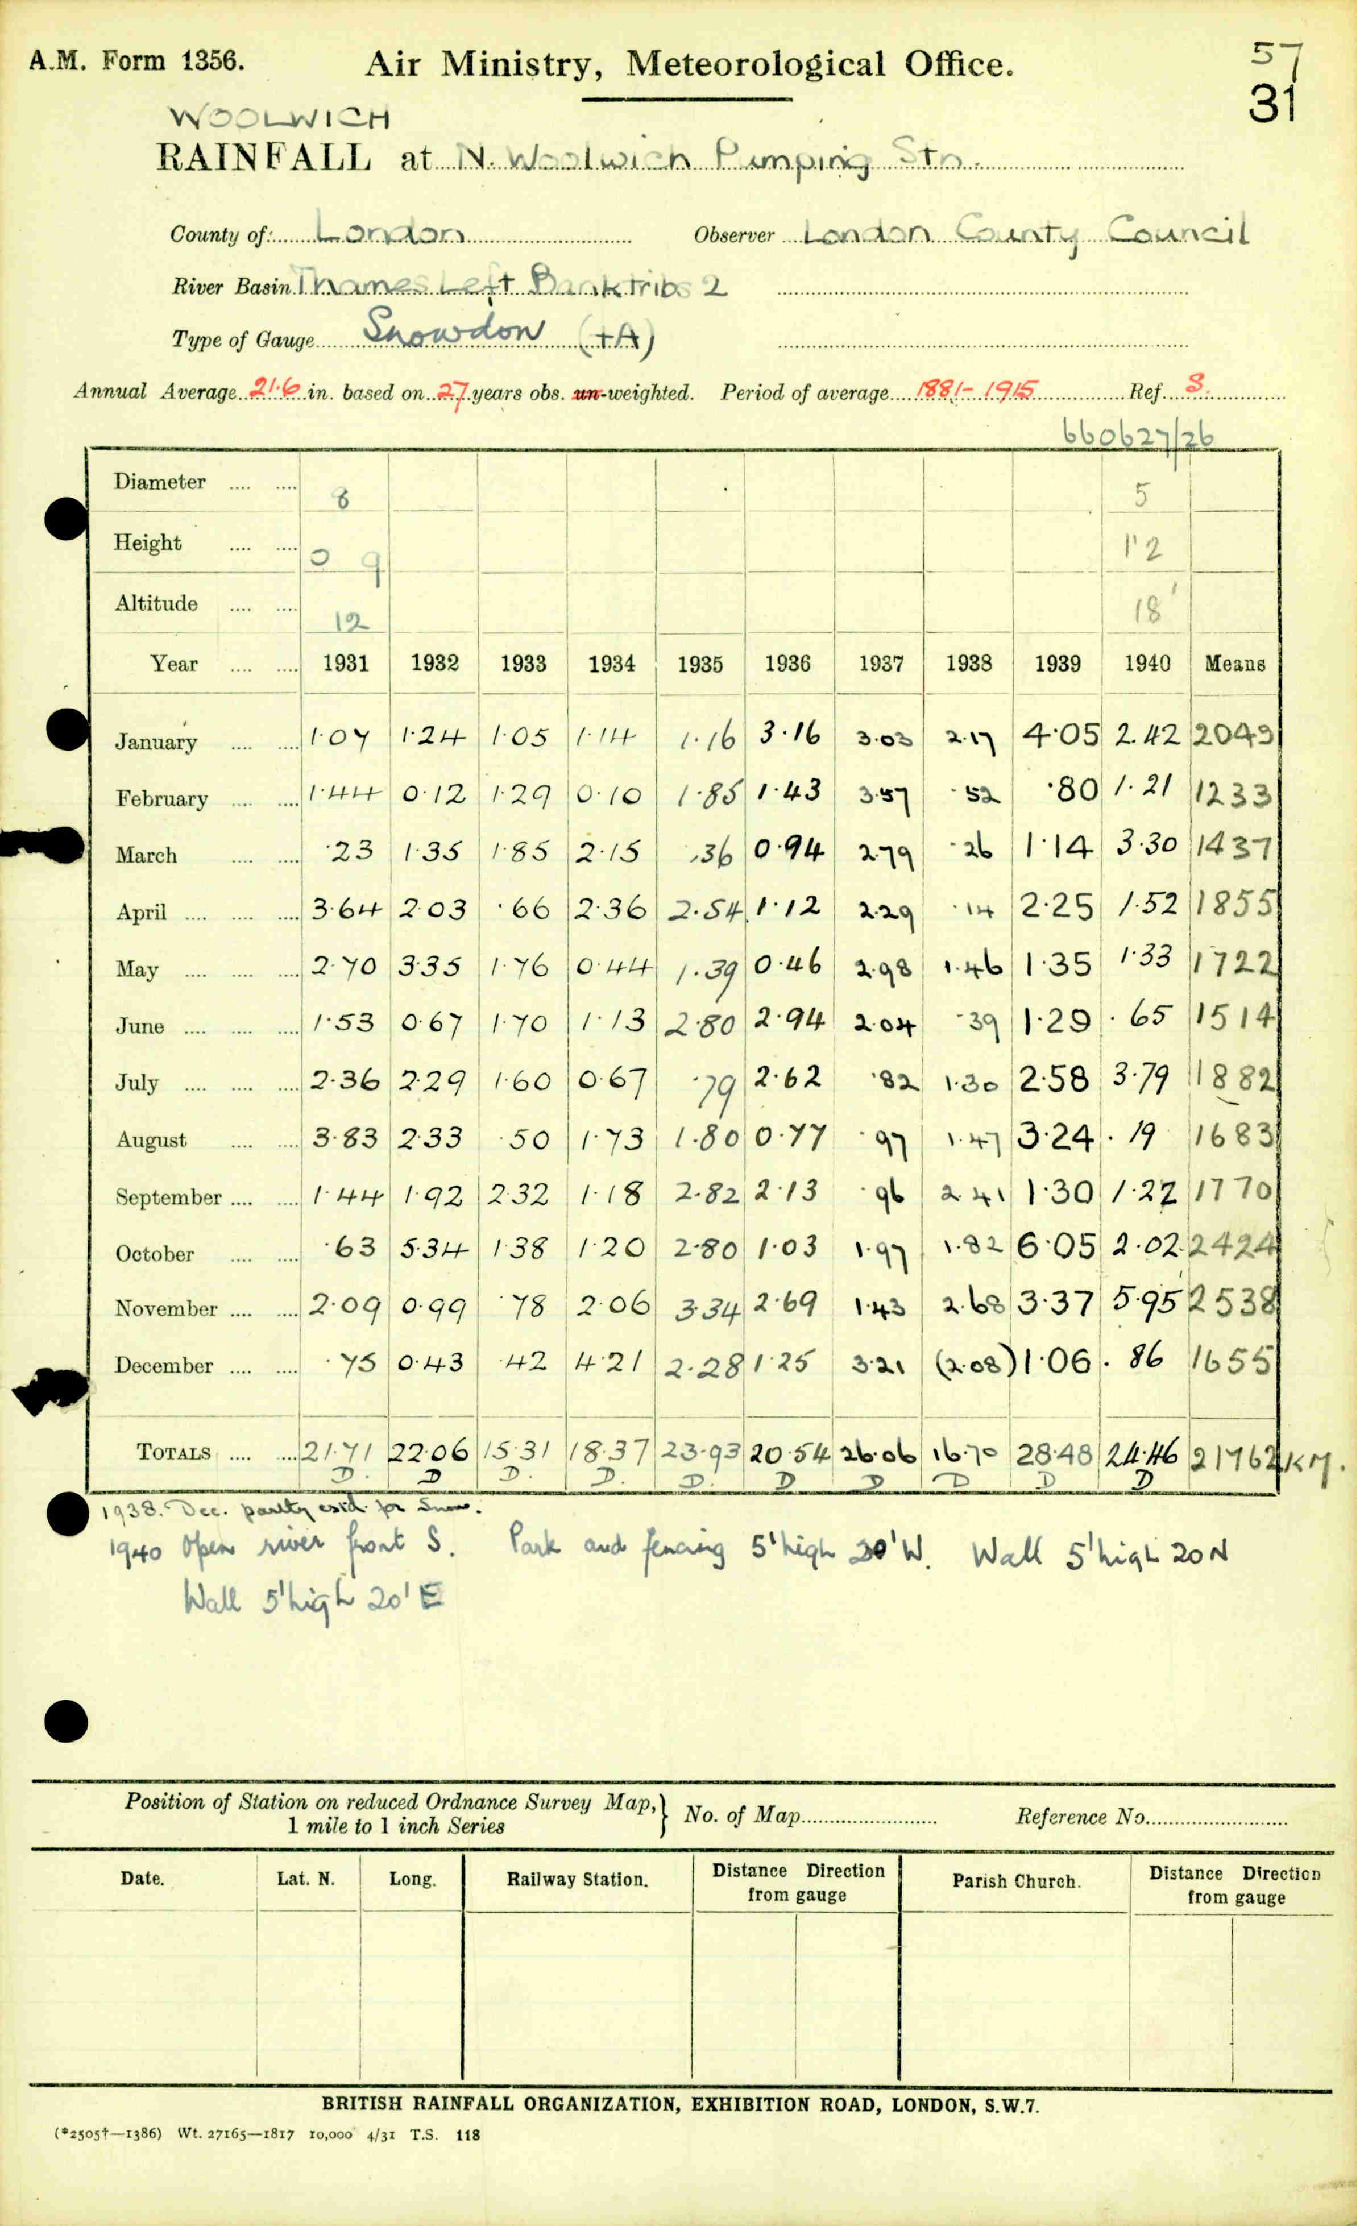 A.M. Form 1356. Air Ministry, Meteorological Office. 57
31
WOOLWICH
RAINFALL at N. Woolwich Pumping Stn.
County of London Observer London County Council
River Basin Thames Left Bank tribs 2
Type of Gauge Snowdon (+A)
Annual Average 21.6 in. based on 27 years obs. un-weighted. Period of average 1881-1915 Ref. S.
660627/26
Diameter 8 5
Height 0 9 1'2
Altitude 12 18'
Year 1931 1932 1933 1934 1935 1936 1937 1938 1939 1940 Means
January 1.07 1.24 1.05 1.14 1.16 3.16 3.03 2.17 4.05 2.42 2049
February 1.44 0.12 1.29 0.10 1.85 1.43 3.57 .52 .80 1.21 1233
March .23 1.35 1.85 2.15 .36 0.94 2.79 .26 1.14 3.30 1437
April 3.64 2.03 .66 2.36 2.54 1.12 2.29 .14 2.25 1.52 1855
May 2.70 3.35 1.76 0.44 1.39 0.46 2.98 1.46 1.35 1.33 1722
June 1.53 0.67 1.70 1.13 2.80 2.94 2.04 .39 1.29 .65 1514
July 2.36 2.29 1.60 0.67 .79 2.62 .82 1.30 2.58 3.79 1882
August 3.83 2.33 .50 1.73 1.80 0.77 .97 1.47 3.24 .19 1683
September 1.44 1.92 2.32 1.18 2.82 2.13 .96 2.41 1.30 1.22 1770
October .63 5.34 1.38 1.20 2.80 1.03 1.97 1.82 6.05 2.02 2424
November 2.09 0.99 .78 2.06 3.34 2.69 1.43 2.68 3.37 5.95 2538
December .75 0.43 .42 4.21 2.28 1.25 3.21 (2.08) 1.06 .86 1655
TOTALS 21.71 22.06 15.31 18.37 23.93 20.54 26.06 16.70 28.48 24.46 21762 KM.
D. D D. D. D. D D D D D
1938. Dec. partly estd. for Snow.
1940 Open river front S. Park and fencing 5' high 20' W. Wall 5' high 20 N
Wall 5' high 20' E
Position of Station on reduced Ordnance Survey Map, } No. of Map Reference No.
1 mile to 1 inch Series
Date. Lat. N. Long. Railway Station. Distance Direction from gauge Parish Church. Distance Direction from gauge
BRITISH RAINFALL ORGANIZATION, EXHIBITION ROAD, LONDON, S.W.7.
(*2505†—1386) Wt. 27165—1817 10,000 4/31 T.S. 118